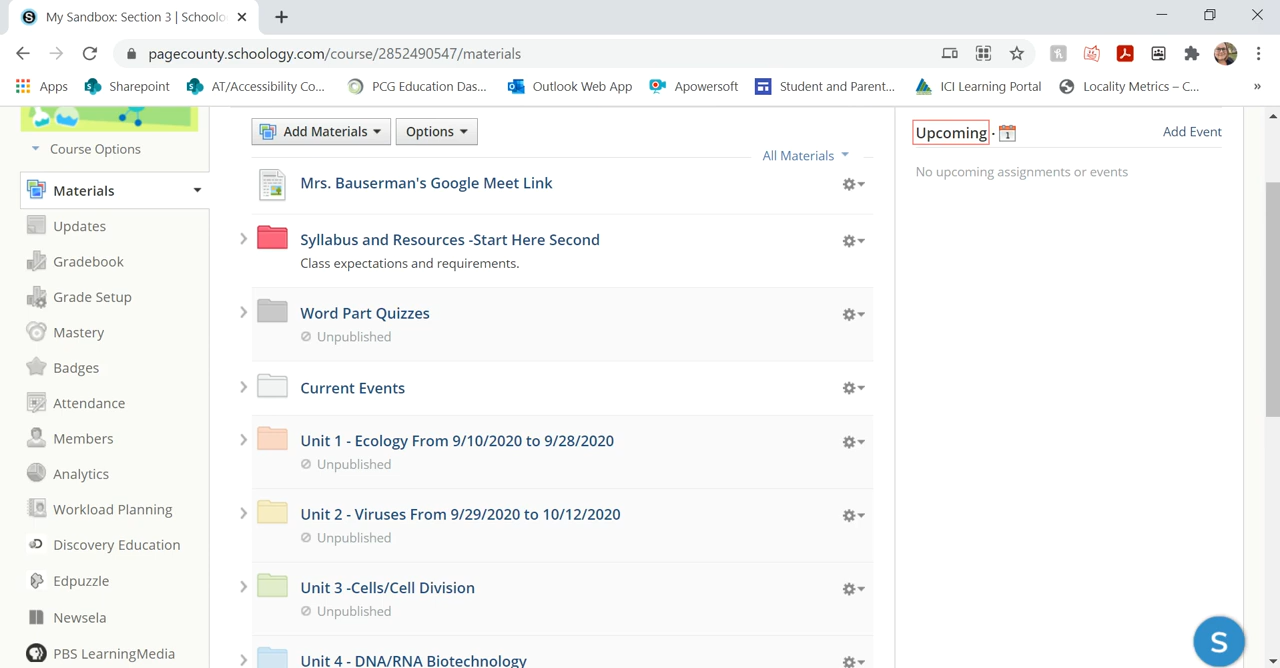 My Sandbox: Section 3 | Schoolo
pagecounty.schoology.com/course/2852490547/materials
Apps Sharepoint AT/Accessibility Co... PCG Education Das... Outlook Web App Apowersoft Student and Parent... ICI Learning Portal Locality Metrics – C... »
Course Options
Materials
Updates
Gradebook
Grade Setup
Mastery
Badges
Attendance
Members
Analytics
Workload Planning
Discovery Education
Edpuzzle
Newsela
PBS LearningMedia
Add Materials Options
All Materials
Mrs. Bauserman's Google Meet Link
Syllabus and Resources -Start Here Second
Class expectations and requirements.
Word Part Quizzes
Unpublished
Current Events
Unit 1 - Ecology From 9/10/2020 to 9/28/2020
Unpublished
Unit 2 - Viruses From 9/29/2020 to 10/12/2020
Unpublished
Unit 3 -Cells/Cell Division
Unpublished
Unit 4 - DNA/RNA Biotechnology
Upcoming · 1 Add Event
No upcoming assignments or events
S